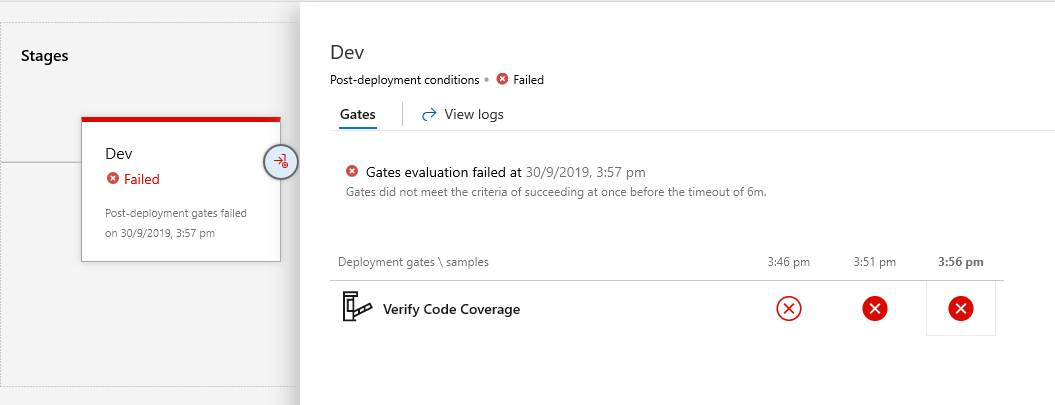 Stages
Dev
Failed
Post-deployment gates failed
on 30/9/2019, 3:57 pm
Dev
Post-deployment conditions • Failed
Gates
View logs
Gates evaluation failed at 30/9/2019, 3:57 pm
Gates did not meet the criteria of succeeding at once before the timeout of 6m.
Deployment gates \ samples 3:46 pm 3:51 pm 3:56 pm
Verify Code Coverage